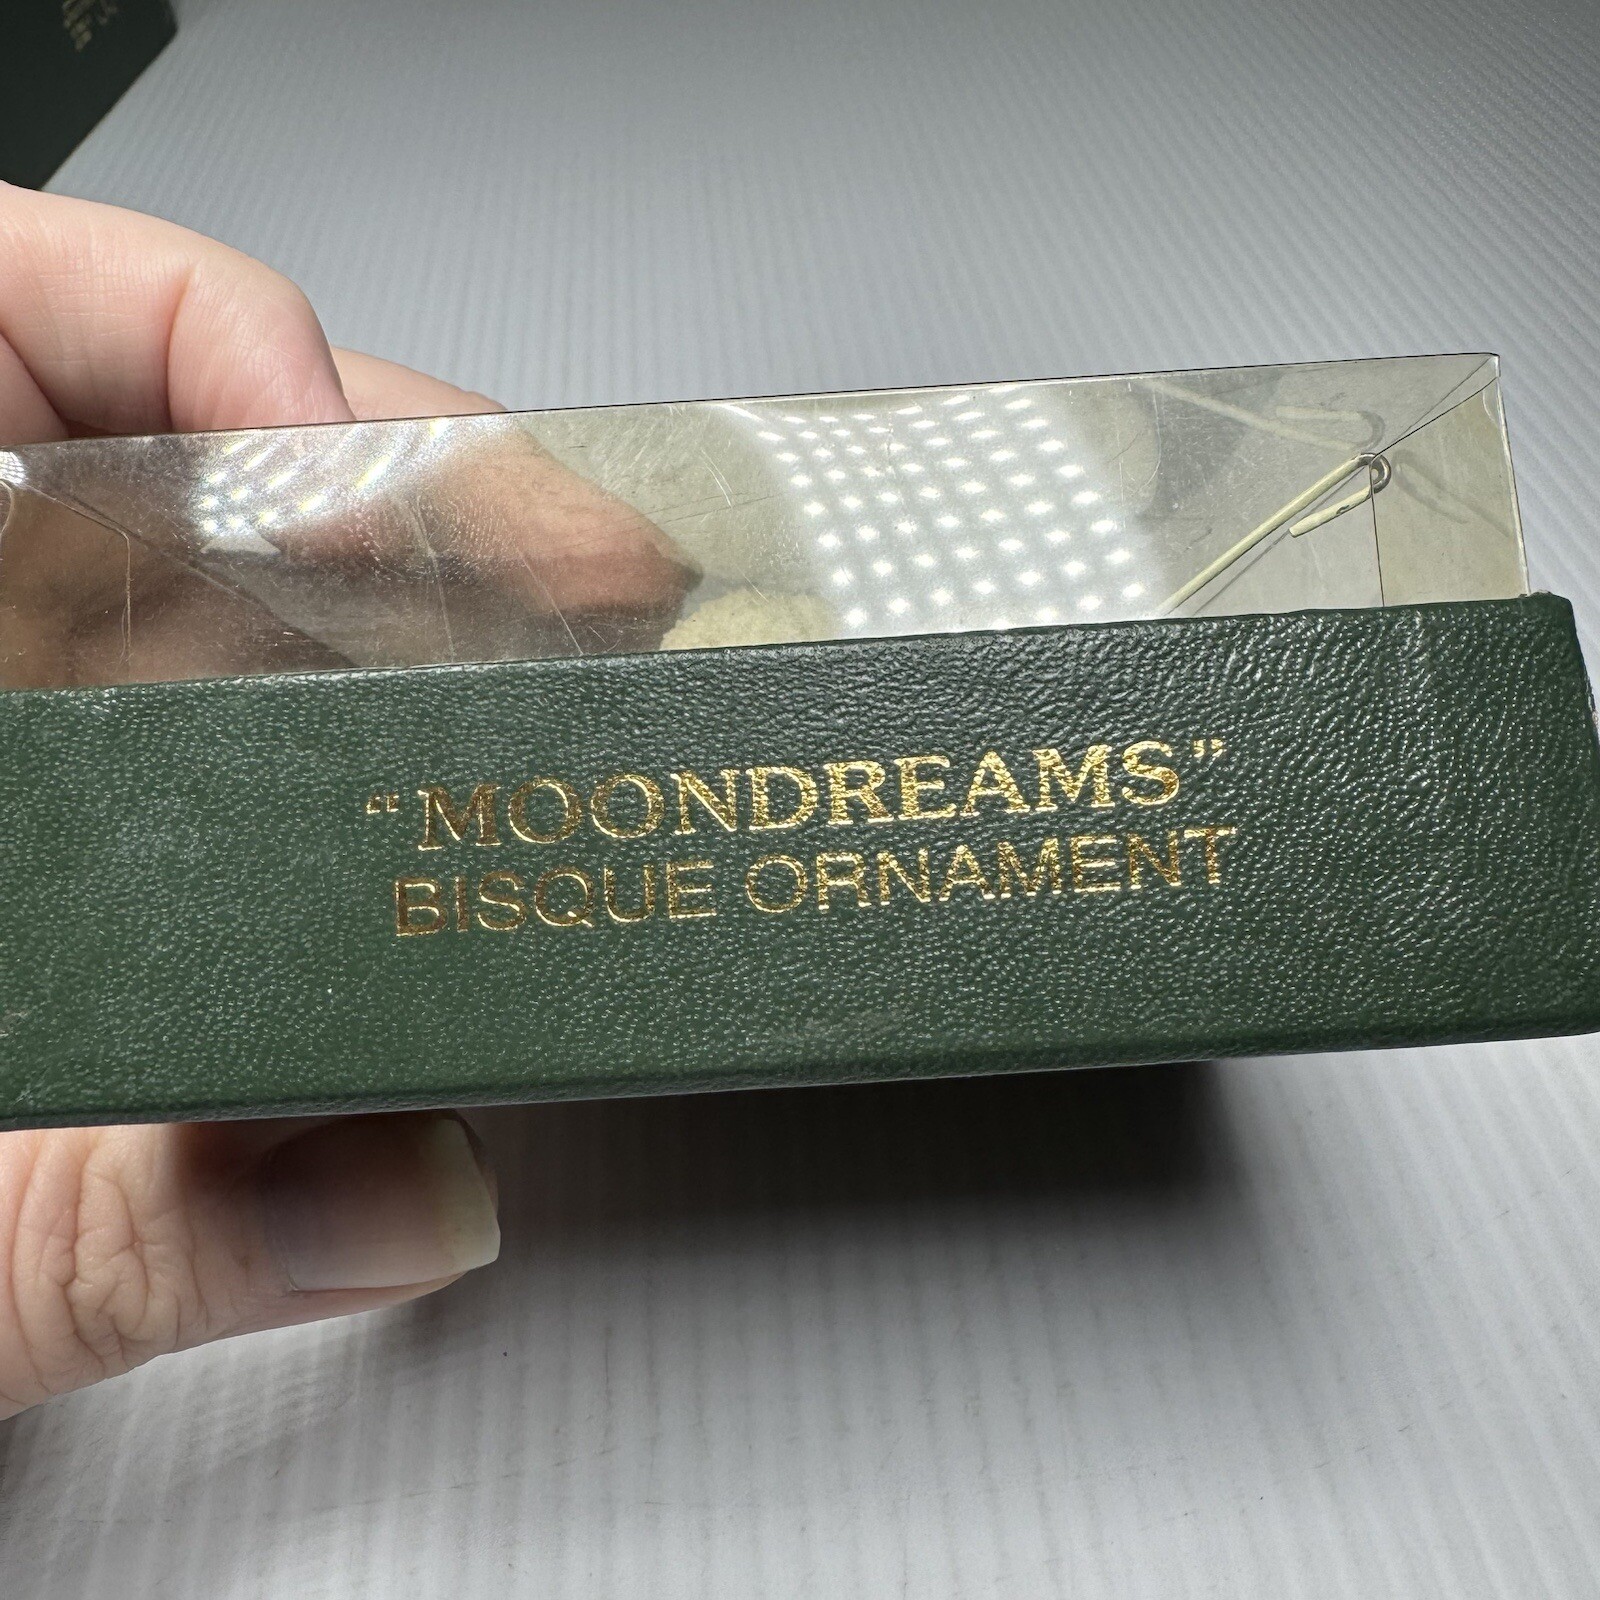 “MOONDREAMS”
BISQUE ORNAMENT